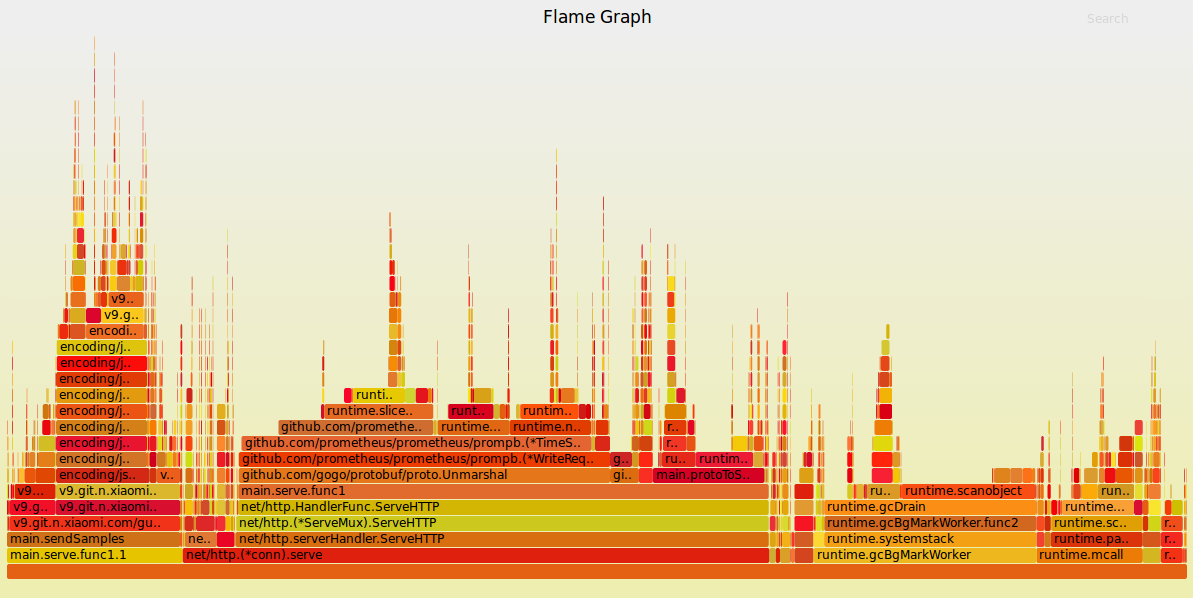 Flame Graph
Search
v9..
v9.g..
encodi..
encoding/j..
encoding/j..
encoding/j..
encoding/j.. runti..
encoding/j.. runtime.slice.. runt.. runtim..
encoding/j.. github.com/promethe.. runtime... runtime.n.. r..
encoding/j.. github.com/prometheus/prometheus/prompb.(*TimeS.. r..
encoding/j.. github.com/prometheus/prometheus/prompb.(*WriteReq.. g.. ru.. runtim..
encoding/js.. v.. github.com/gogo/protobuf/proto.Unmarshal gi.. main.protoToS..
v9... v9.git.n.xiaomi.. main.serve.func1 ru.. runtime.scanobject run..
v9.g.. v9.git.n.xiaomi.. net/http.HandlerFunc.ServeHTTP runtime.gcDrain runtime... r..
v9.git.n.xiaomi.com/gu.. net/http.(*ServeMux).ServeHTTP runtime.gcBgMarkWorker.func2 runtime.sc.. r..
main.sendSamples ne.. net/http.serverHandler.ServeHTTP runtime.systemstack runtime.pa.. r..
main.serve.func1.1 net/http.(*conn).serve runtime.gcBgMarkWorker runtime.mcall r..